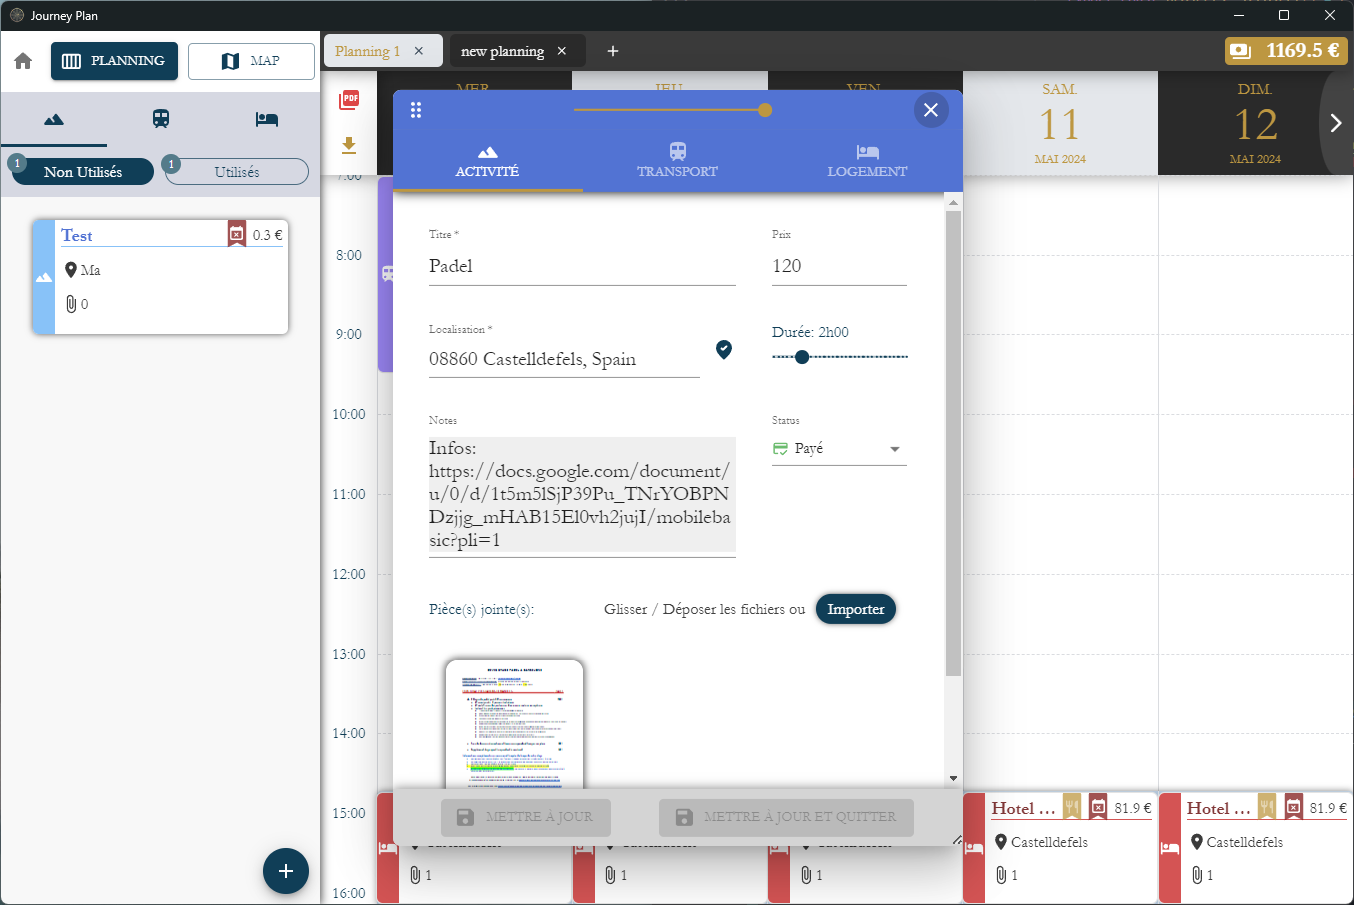 Journey Plan
PLANNING
MAP
Planning 1
new planning
1169.5 €
PDF
MER.
JEU.
VEN.
SAM.
11
MAI 2024
DIM.
12
MAI 2024
1
Non Utilisés
1
Utilisés
Test
0.3 €
Ma
0
7:00
8:00
9:00
10:00
11:00
12:00
13:00
14:00
15:00
16:00
ACTIVITÉ
TRANSPORT
LOGEMENT
Titre *
Padel
Prix
120
Localisation *
08860 Castelldefels, Spain
Durée: 2h00
Notes
Infos:
https://docs.google.com/document/
u/0/d/1t5m5lSjP39Pu_TNrYOBPN
Dzjjg_mHAB15El0vh2jujI/mobileba
sic?pli=1
Status
Payé
Pièce(s) jointe(s):
Glisser / Déposer les fichiers ou
Importer
METTRE À JOUR
METTRE À JOUR ET QUITTER
1
1
1
Hotel ...
81.9 €
Castelldefels
1
Hotel ...
81.9 €
Castelldefels
1